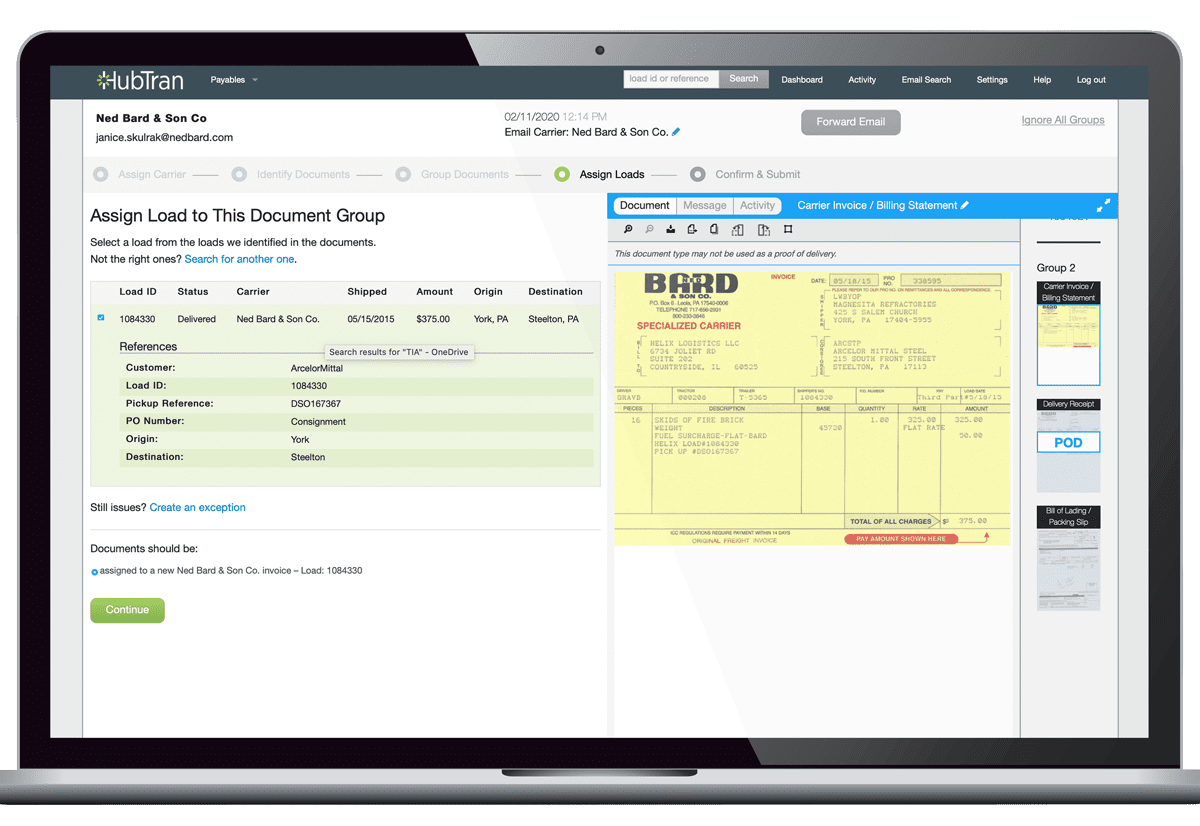 HubTran
Payables
load id or reference
Search
Dashboard
Activity
Email Search
Settings
Help
Log out
Ned Bard & Son Co
janice.skulrak@nedbard.com
02/11/2020 12:14 PM
Email Carrier: Ned Bard & Son Co.
Forward Email
Ignore All Groups
Assign Carrier
Identify Documents
Group Documents
Assign Loads
Confirm & Submit
Assign Load to This Document Group
Select a load from the loads we identified in the documents.
Not the right ones? Search for another one.
Load ID Status Carrier Shipped Amount Origin Destination
1084330 Delivered Ned Bard & Son Co. 05/15/2015 $375.00 York, PA Steelton, PA
References
Search results for "TIA" - OneDrive
Customer: ArcelorMittal
Load ID: 1084330
Pickup Reference: DSO167367
PO Number: Consignment
Origin: York
Destination: Steelton
Still issues? Create an exception
Documents should be:
assigned to a new Ned Bard & Son Co. invoice – Load: 1084330
Continue
Document Message Activity Carrier Invoice / Billing Statement
This document type may not be used as a proof of delivery.
NED
BARD
& SON CO.
P.O. Box 6, Leola, PA 17540-0006
TELEPHONE 717-656-2931
800-233-3846
SPECIALIZED CARRIER
INVOICE
DATE: 05/18/15 PRO NO. 338595
PLEASE REFER TO OUR PRO NO. ON REMITTANCES AND ALL CORRESPONDENCE.
SHIPPER
LWBYOP
MAGNESITA REFRACTORIES
425 S SALEM CHURCH
YORK, PA 17404-5955
BILL TO
HELIX LOGISTICS LLC
6734 JOLIET RD
SUITE 202
COUNTRYSIDE, IL 60525
ARCSTP
ARCELOR MITTAL STEEL
215 SOUTH FRONT STREET
STEELTON, PA 17113
DRIVER TRACTOR TRAILER SHIPPER'S NO. P.O. NUMBER PAY LOAD DATE
GRAVB 000286 T-5365 1084330 Third Part 5/18/15
PIECES DESCRIPTION BASE QUANTITY RATE AMOUNT
16 SKIDS OF FIRE BRICK 1.00 325.00 325.00
WEIGHT 45720 FLAT RATE
FUEL SURCHARGE-FLAT-BARD 50.00
HELIX LOAD#1084330
PICK UP #DSO167367
TOTAL OF ALL CHARGES $ 375.00
ICC REGULATIONS REQUIRE PAYMENT WITHIN 14 DAYS
ORIGINAL FREIGHT INVOICE
PAY AMOUNT SHOWN HERE
Group 2
Carrier Invoice /
Billing Statement
Delivery Receipt
POD
Bill of Lading /
Packing Slip